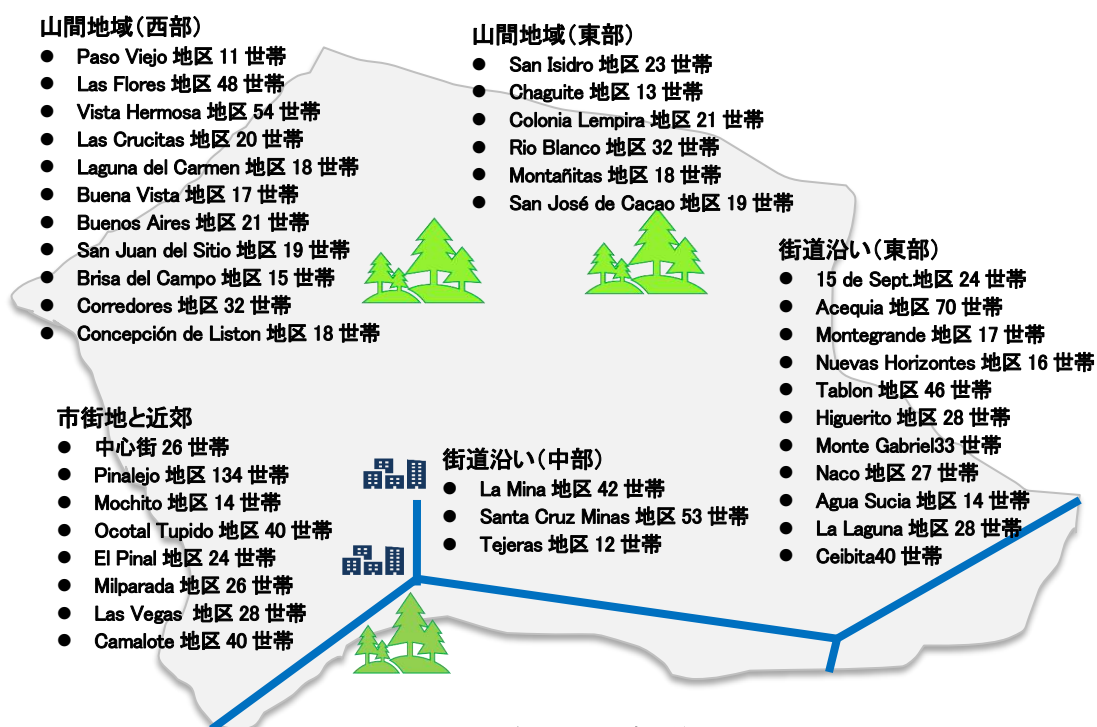 山間地域（西部）
● Paso Viejo 地区 11 世帯
● Las Flores 地区 48 世帯
● Vista Hermosa 地区 54 世帯
● Las Crucitas 地区 20 世帯
● Laguna del Carmen 地区 18 世帯
● Buena Vista 地区 17 世帯
● Buenos Aires 地区 21 世帯
● San Juan del Sitio 地区 19 世帯
● Brisa del Campo 地区 15 世帯
● Corredores 地区 32 世帯
● Concepción de Liston 地区 18 世帯
山間地域（東部）
● San Isidro 地区 23 世帯
● Chaguite 地区 13 世帯
● Colonia Lempira 地区 21 世帯
● Rio Blanco 地区 32 世帯
● Montañitas 地区 18 世帯
● San José de Cacao 地区 19 世帯
街道沿い（東部）
● 15 de Sept.地区 24 世帯
● Acequia 地区 70 世帯
● Montegrande 地区 17 世帯
● Nuevas Horizontes 地区 16 世帯
● Tablon 地区 46 世帯
● Higuerito 地区 28 世帯
● Monte Gabriel33 世帯
● Naco 地区 27 世帯
● Agua Sucia 地区 14 世帯
● La Laguna 地区 28 世帯
● Ceibita40 世帯
市街地と近郊
● 中心街 26 世帯
● Pinalejo 地区 134 世帯
● Mochito 地区 14 世帯
● Ocotal Tupido 地区 40 世帯
● El Pinal 地区 24 世帯
● Milparada 地区 26 世帯
● Las Vegas 地区 28 世帯
● Camalote 地区 40 世帯
街道沿い（中部）
● La Mina 地区 42 世帯
● Santa Cruz Minas 地区 53 世帯
● Tejeras 地区 12 世帯